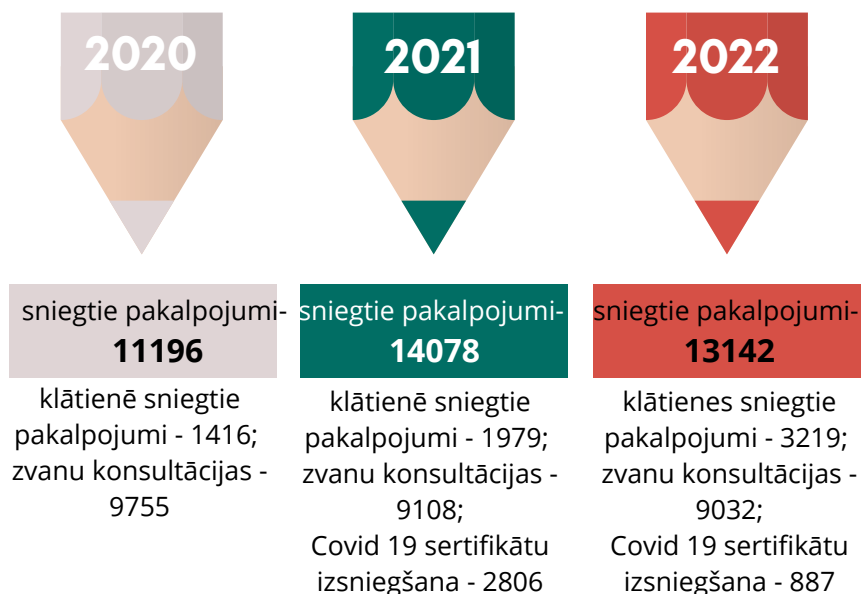 2020
sniegtie pakalpojumi-
11196
klātienē sniegtie
pakalpojumi - 1416;
zvanu konsultācijas -
9755
2021
sniegtie pakalpojumi-
14078
klātienē sniegtie
pakalpojumi - 1979;
zvanu konsultācijas -
9108;
Covid 19 sertifikātu
izsniegšana - 2806
2022
sniegtie pakalpojumi-
13142
klātienes sniegtie
pakalpojumi - 3219;
zvanu konsultācijas -
9032;
Covid 19 sertifikātu
izsniegšana - 887